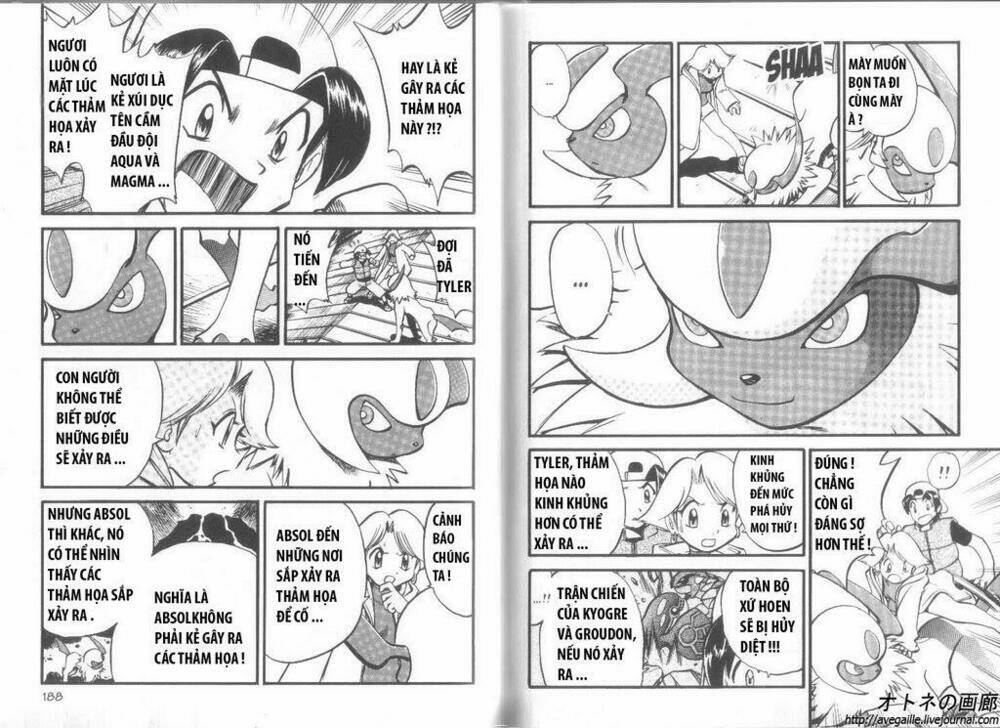 NGƯƠI
LUÔN CÓ
MẶT LÚC
CÁC THẢM
HỌA XẢY
RA !
NGƯƠI LÀ
KẺ XÚI DỤC
TÊN CẦM
ĐẦU ĐỘI
AQUA VÀ
MAGMA ...
HAY LÀ KẺ
GÂY RA CÁC
THẢM HỌA
NÀY ?!?
NÓ
TIẾN
ĐẾN
...
ĐỢI
ĐÃ
TYLER
CON NGƯỜI
KHÔNG THỂ
BIẾT ĐƯỢC
NHỮNG ĐIỀU
SẼ XẢY RA ...
NHƯNG ABSOL
THÌ KHÁC, NÓ
CÓ THỂ NHÌN
THẤY CÁC
THẢM HỌA SẮP
XẢY RA .
NGHĨA LÀ
ABSOLKHÔNG
PHẢI KẺ GÂY RA
CÁC THẢM HỌA !
ABSOL ĐẾN
NHỮNG NƠI
SẮP XẢY RA
THẢM HỌA
ĐỂ CỐ ...
CẢNH
BÁO
CHÚNG
TA !
188
...
SHAA
MÀY MUỐN
BỌN TA ĐI
CÙNG MÀY
À ?
...
TYLER, THẢM
HỌA NÀO
KINH KHỦNG
HƠN CÓ THỂ
XẢY RA ...
KINH
KHỦNG
ĐẾN MỨC
PHÁ HỦY
MỌI THỨ !
ĐÚNG !
CHẲNG
CÒN GÌ
ĐÁNG SỢ
HƠN THẾ !
!!
...!!
TRẬN CHIẾN
CỦA KYOGRE
VÀ GROUDON,
NẾU NÓ XẢY
RA ...
TOÀN BỘ
XỨ HOEN
SẼ BỊ HỦY
DIỆT !!!
オトネの画廊
http://avegaille.livejournal.com/